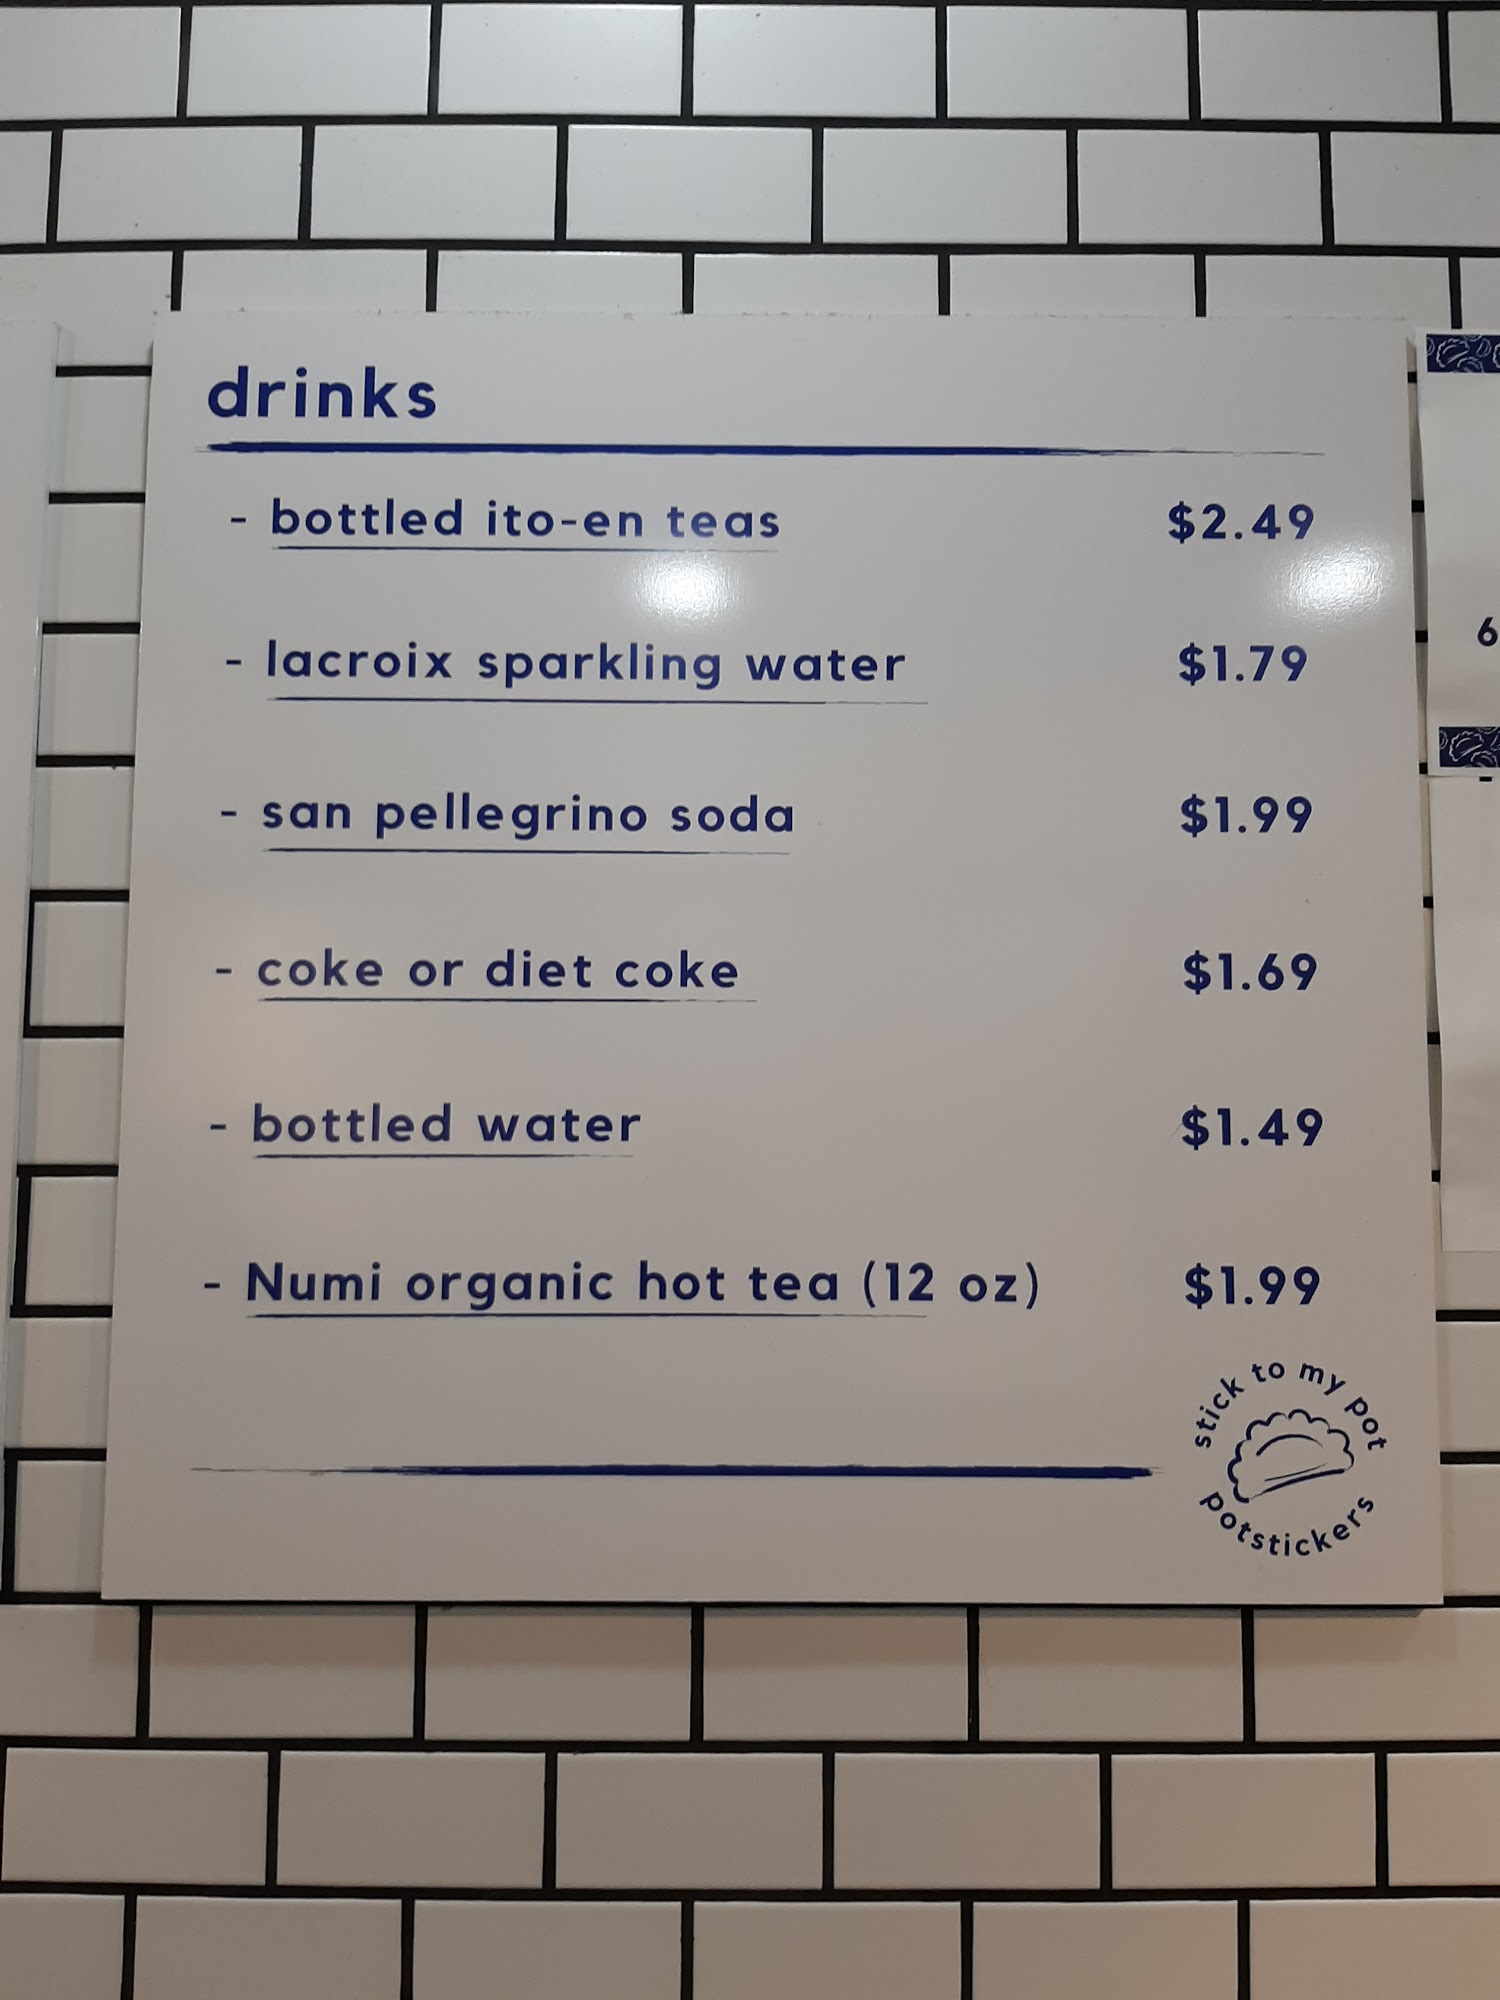 drinks
- bottled ito-en teas $2.49
- lacroix sparkling water $1.79
- san pellegrino soda $1.99
- coke or diet coke $1.69
- bottled water $1.49
- Numi organic hot tea (12 oz) $1.99
stick to my pot
potstickers
6